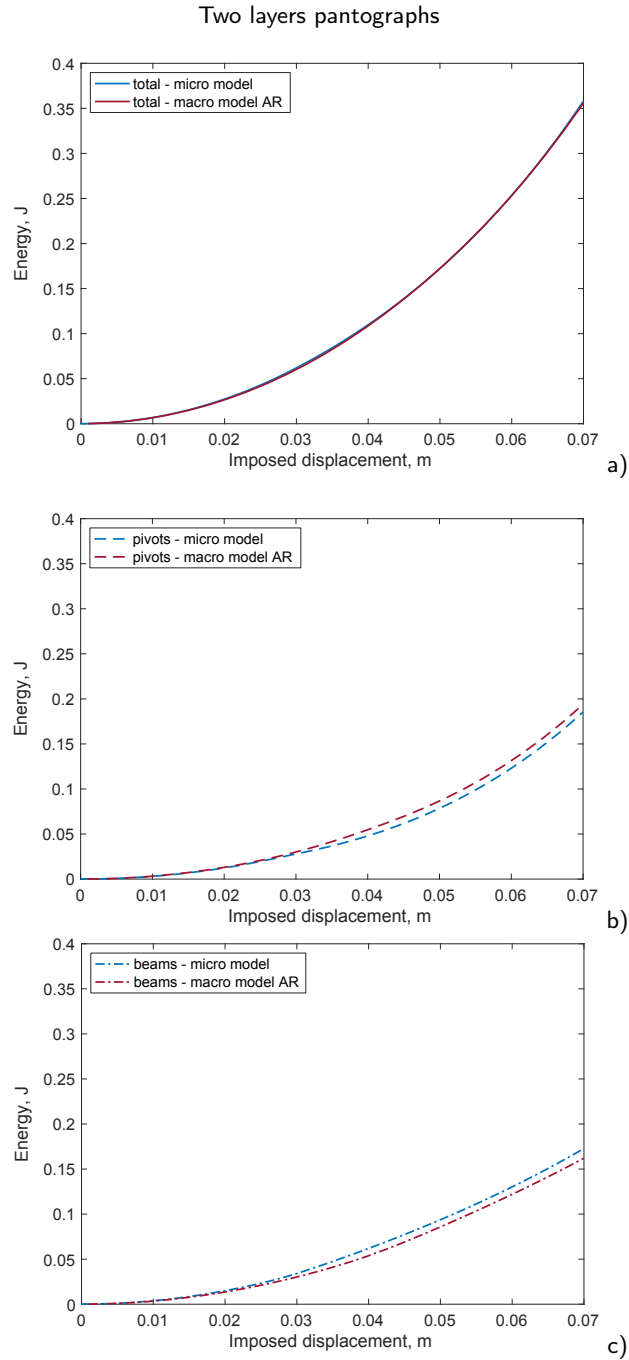 Two layers pantographs
0.4
0.35
0.3
0.25
0.2
0.15
0.1
0.05
0
Energy, J
total - micro model
total - macro model AR
0 0.01 0.02 0.03 0.04 0.05 0.06 0.07
Imposed displacement, m
a)
0.4
0.35
0.3
0.25
0.2
0.15
0.1
0.05
0
Energy, J
pivots - micro model
pivots - macro model AR
0 0.01 0.02 0.03 0.04 0.05 0.06 0.07
Imposed displacement, m
b)
0.4
0.35
0.3
0.25
0.2
0.15
0.1
0.05
0
Energy, J
beams - micro model
beams - macro model AR
0 0.01 0.02 0.03 0.04 0.05 0.06 0.07
Imposed displacement, m
c)